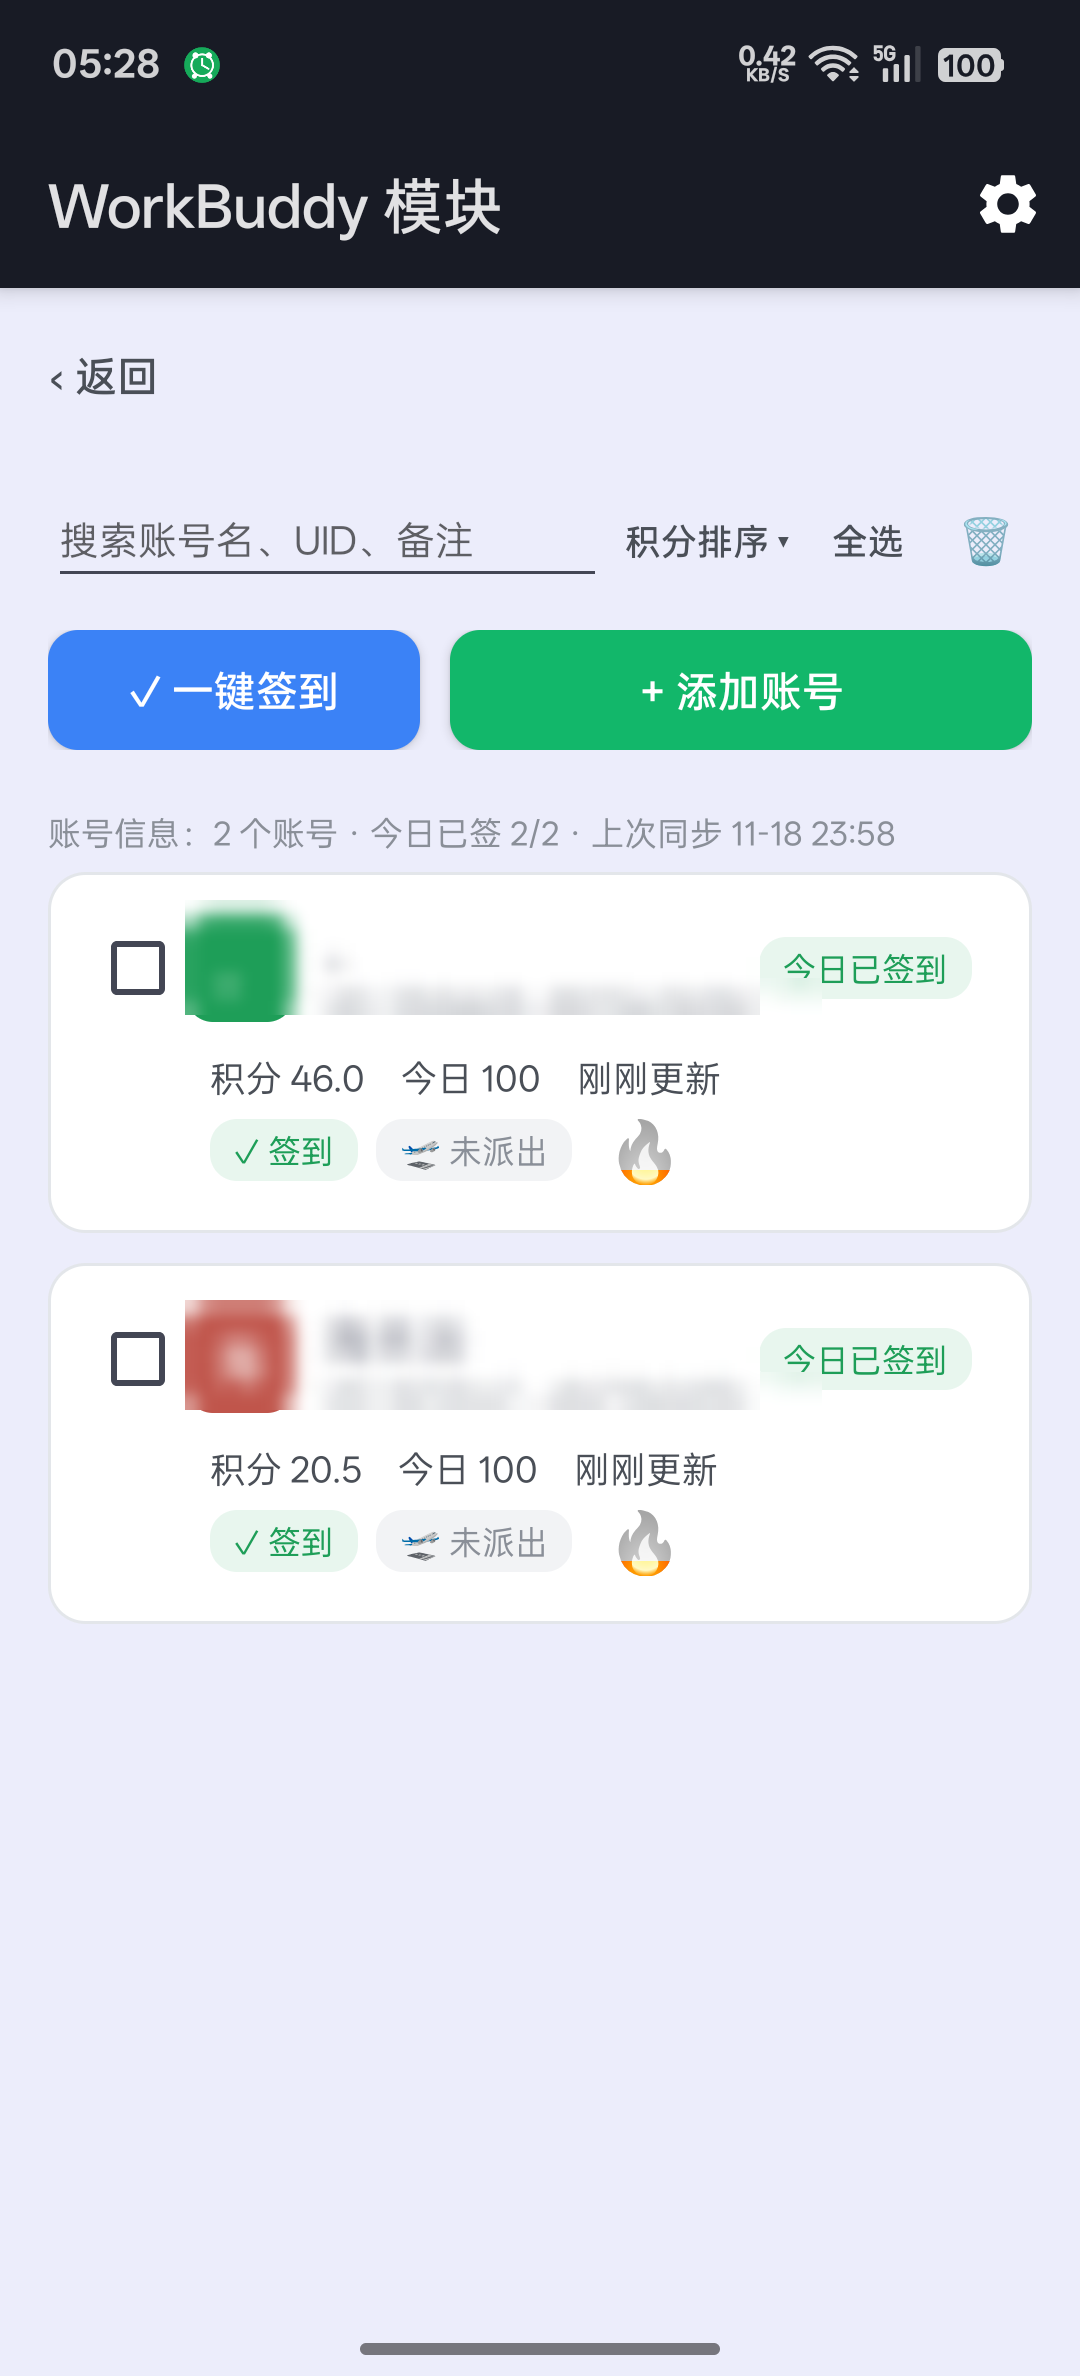 05:28
0.42 KB/S 5G 100
WorkBuddy 模块
‹ 返回
搜索账号名、UID、备注 积分排序 ▾ 全选
✓ 一键签到 + 添加账号
账号信息: 2 个账号 · 今日已签 2/2 · 上次同步 11-18 23:58
今日已签到
积分 46.0 今日 100 刚刚更新
✓ 签到 🛫 未派出
今日已签到
积分 20.5 今日 100 刚刚更新
✓ 签到 🛫 未派出